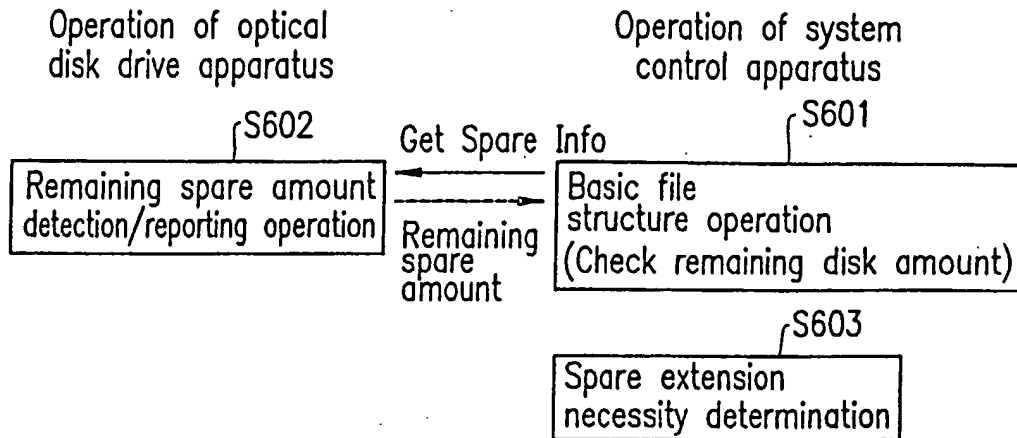 Operation of optical
disk drive apparatus
Operation of system
control apparatus
S602
S601
Get Spare Info
Remaining spare amount
detection/reporting operation
Remaining
spare
amount
Basic file
structure operation
(Check remaining disk amount)
S603
Spare extension
necessity determination